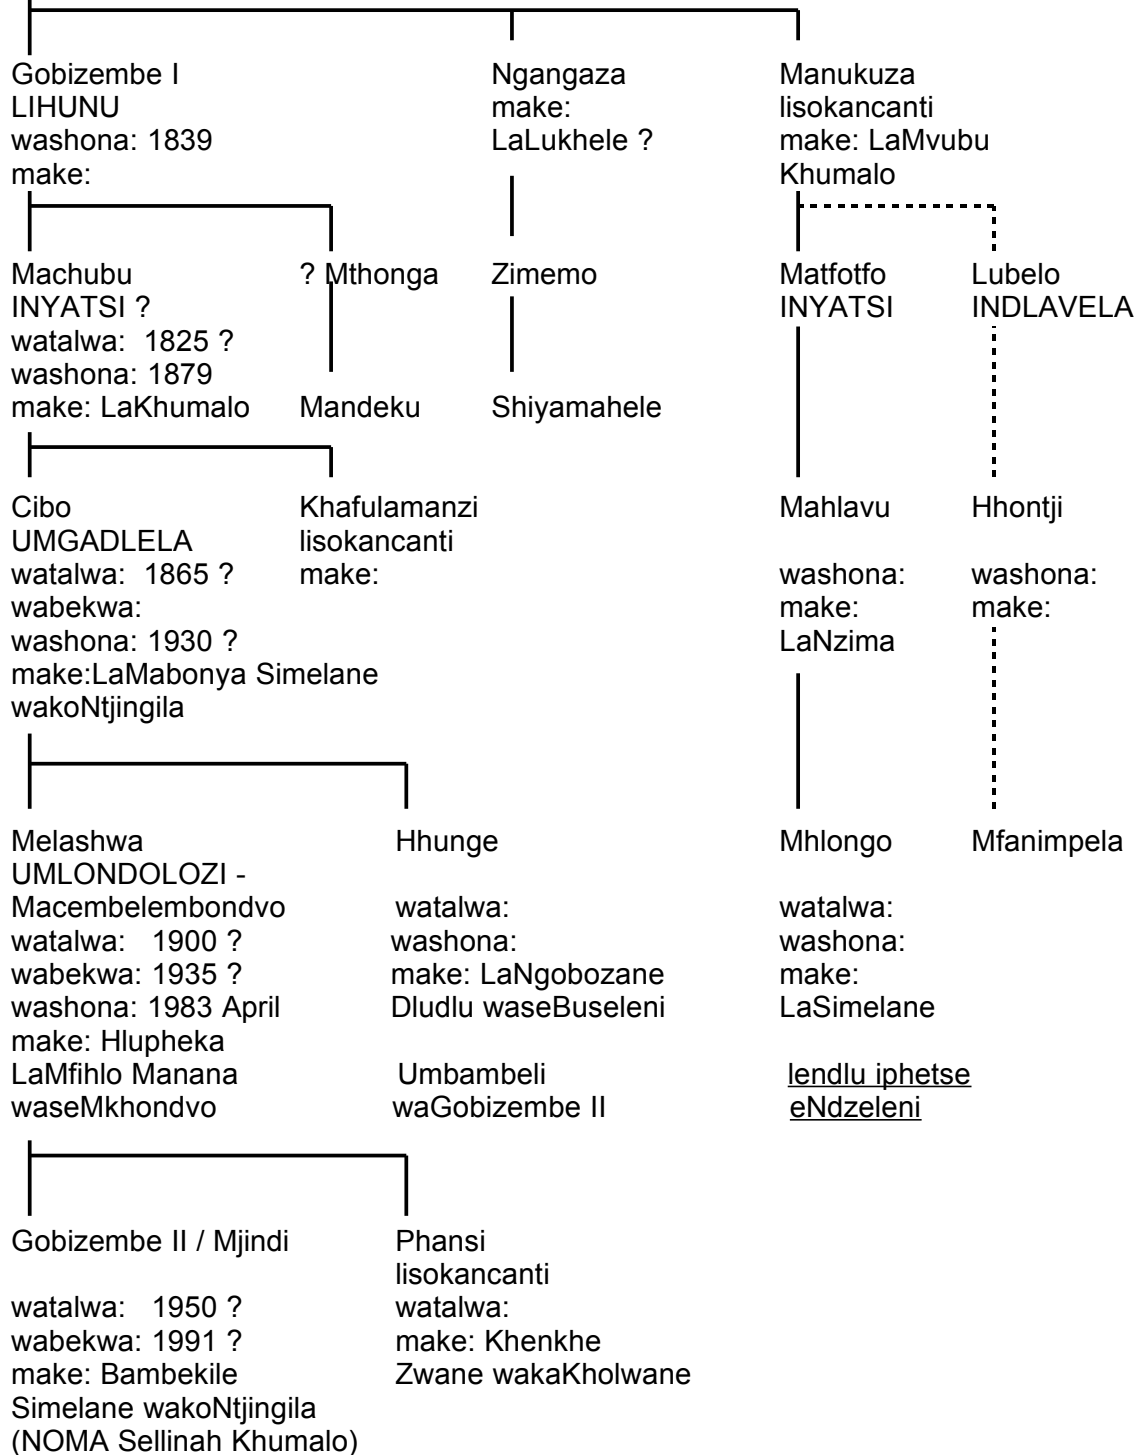 Gobizembe I
LIHUNU
washona: 1839
make:
Ngangaza
make:
LaLukhele ?
Manukuza
lisokancanti
make: LaMvubu
Khumalo
Machubu
INYATSI ?
watalwa: 1825 ?
washona: 1879
make: LaKhumalo
? Mthonga
Mandeku
Zimemo
Shiyamahele
Matfotfo
INYATSI
Lubelo
INDLAVELA
Cibo
UMGADLELA
watalwa: 1865 ?
wabekwa:
washona: 1930 ?
make:LaMabonya Simelane
wakoNtjingila
Khafulamanzi
lisokancanti
make:
Mahlavu
washona:
make:
LaNzima
Hhontji
washona:
make:
Melashwa
UMLONDOLOZI -
Macembelembondvo
watalwa: 1900 ?
wabekwa: 1935 ?
washona: 1983 April
make: Hlupheka
LaMfihlo Manana
waseMkhondvo
Hhunge
watalwa:
washona:
make: LaNgobozane
Dludlu waseBuseleni
Umbambeli
waGobizembe II
Mhlongo
watalwa:
washona:
make:
LaSimelane
lendlu iphetse
eNdzeleni
Mfanimpela
Gobizembe II / Mjindi
watalwa: 1950 ?
wabekwa: 1991 ?
make: Bambekile
Simelane wakoNtjingila
(NOMA Sellinah Khumalo)
Phansi
lisokancanti
watalwa:
make: Khenkhe
Zwane wakaKholwane